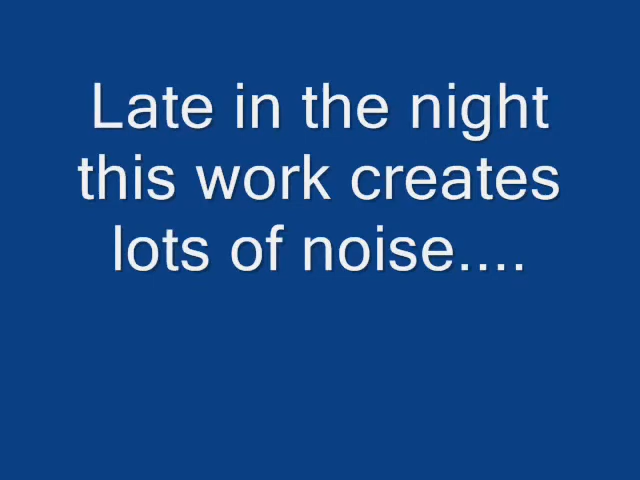 Late in the night
this work creates
lots of noise....